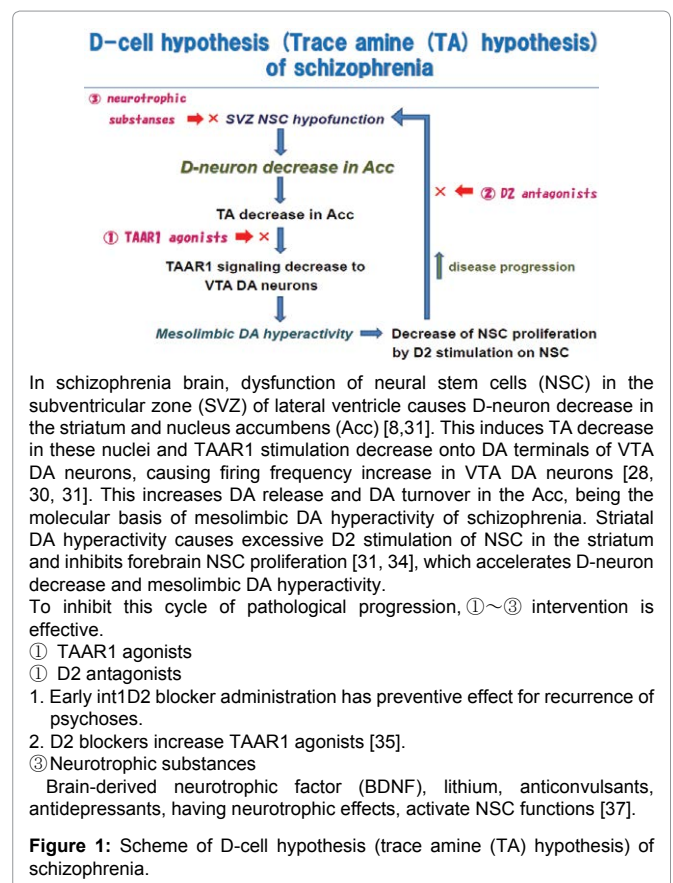 D-cell hypothesis (Trace amine (TA) hypothesis)
of schizophrenia
③ neurotrophic
substanses
SVZ NSC hypofunction
D-neuron decrease in Acc
② D2 antagonists
TA decrease in Acc
① TAAR1 agonists
TAAR1 signaling decrease to
VTA DA neurons
disease progression
Mesolimbic DA hyperactivity
Decrease of NSC proliferation
by D2 stimulation on NSC
In schizophrenia brain, dysfunction of neural stem cells (NSC) in the
subventricular zone (SVZ) of lateral ventricle causes D-neuron decrease in
the striatum and nucleus accumbens (Acc) [8,31]. This induces TA decrease
in these nuclei and TAAR1 stimulation decrease onto DA terminals of VTA
DA neurons, causing firing frequency increase in VTA DA neurons [28,
30, 31]. This increases DA release and DA turnover in the Acc, being the
molecular basis of mesolimbic DA hyperactivity of schizophrenia. Striatal
DA hyperactivity causes excessive D2 stimulation of NSC in the striatum
and inhibits forebrain NSC proliferation [31, 34], which accelerates D-neuron
decrease and mesolimbic DA hyperactivity.
To inhibit this cycle of pathological progression, ①~③ intervention is
effective.
① TAAR1 agonists
① D2 antagonists
1. Early int1D2 blocker administration has preventive effect for recurrence of
psychoses.
2. D2 blockers increase TAAR1 agonists [35].
③Neurotrophic substances
Brain-derived neurotrophic factor (BDNF), lithium, anticonvulsants,
antidepressants, having neurotrophic effects, activate NSC functions [37].
Figure 1: Scheme of D-cell hypothesis (trace amine (TA) hypothesis) of
schizophrenia.